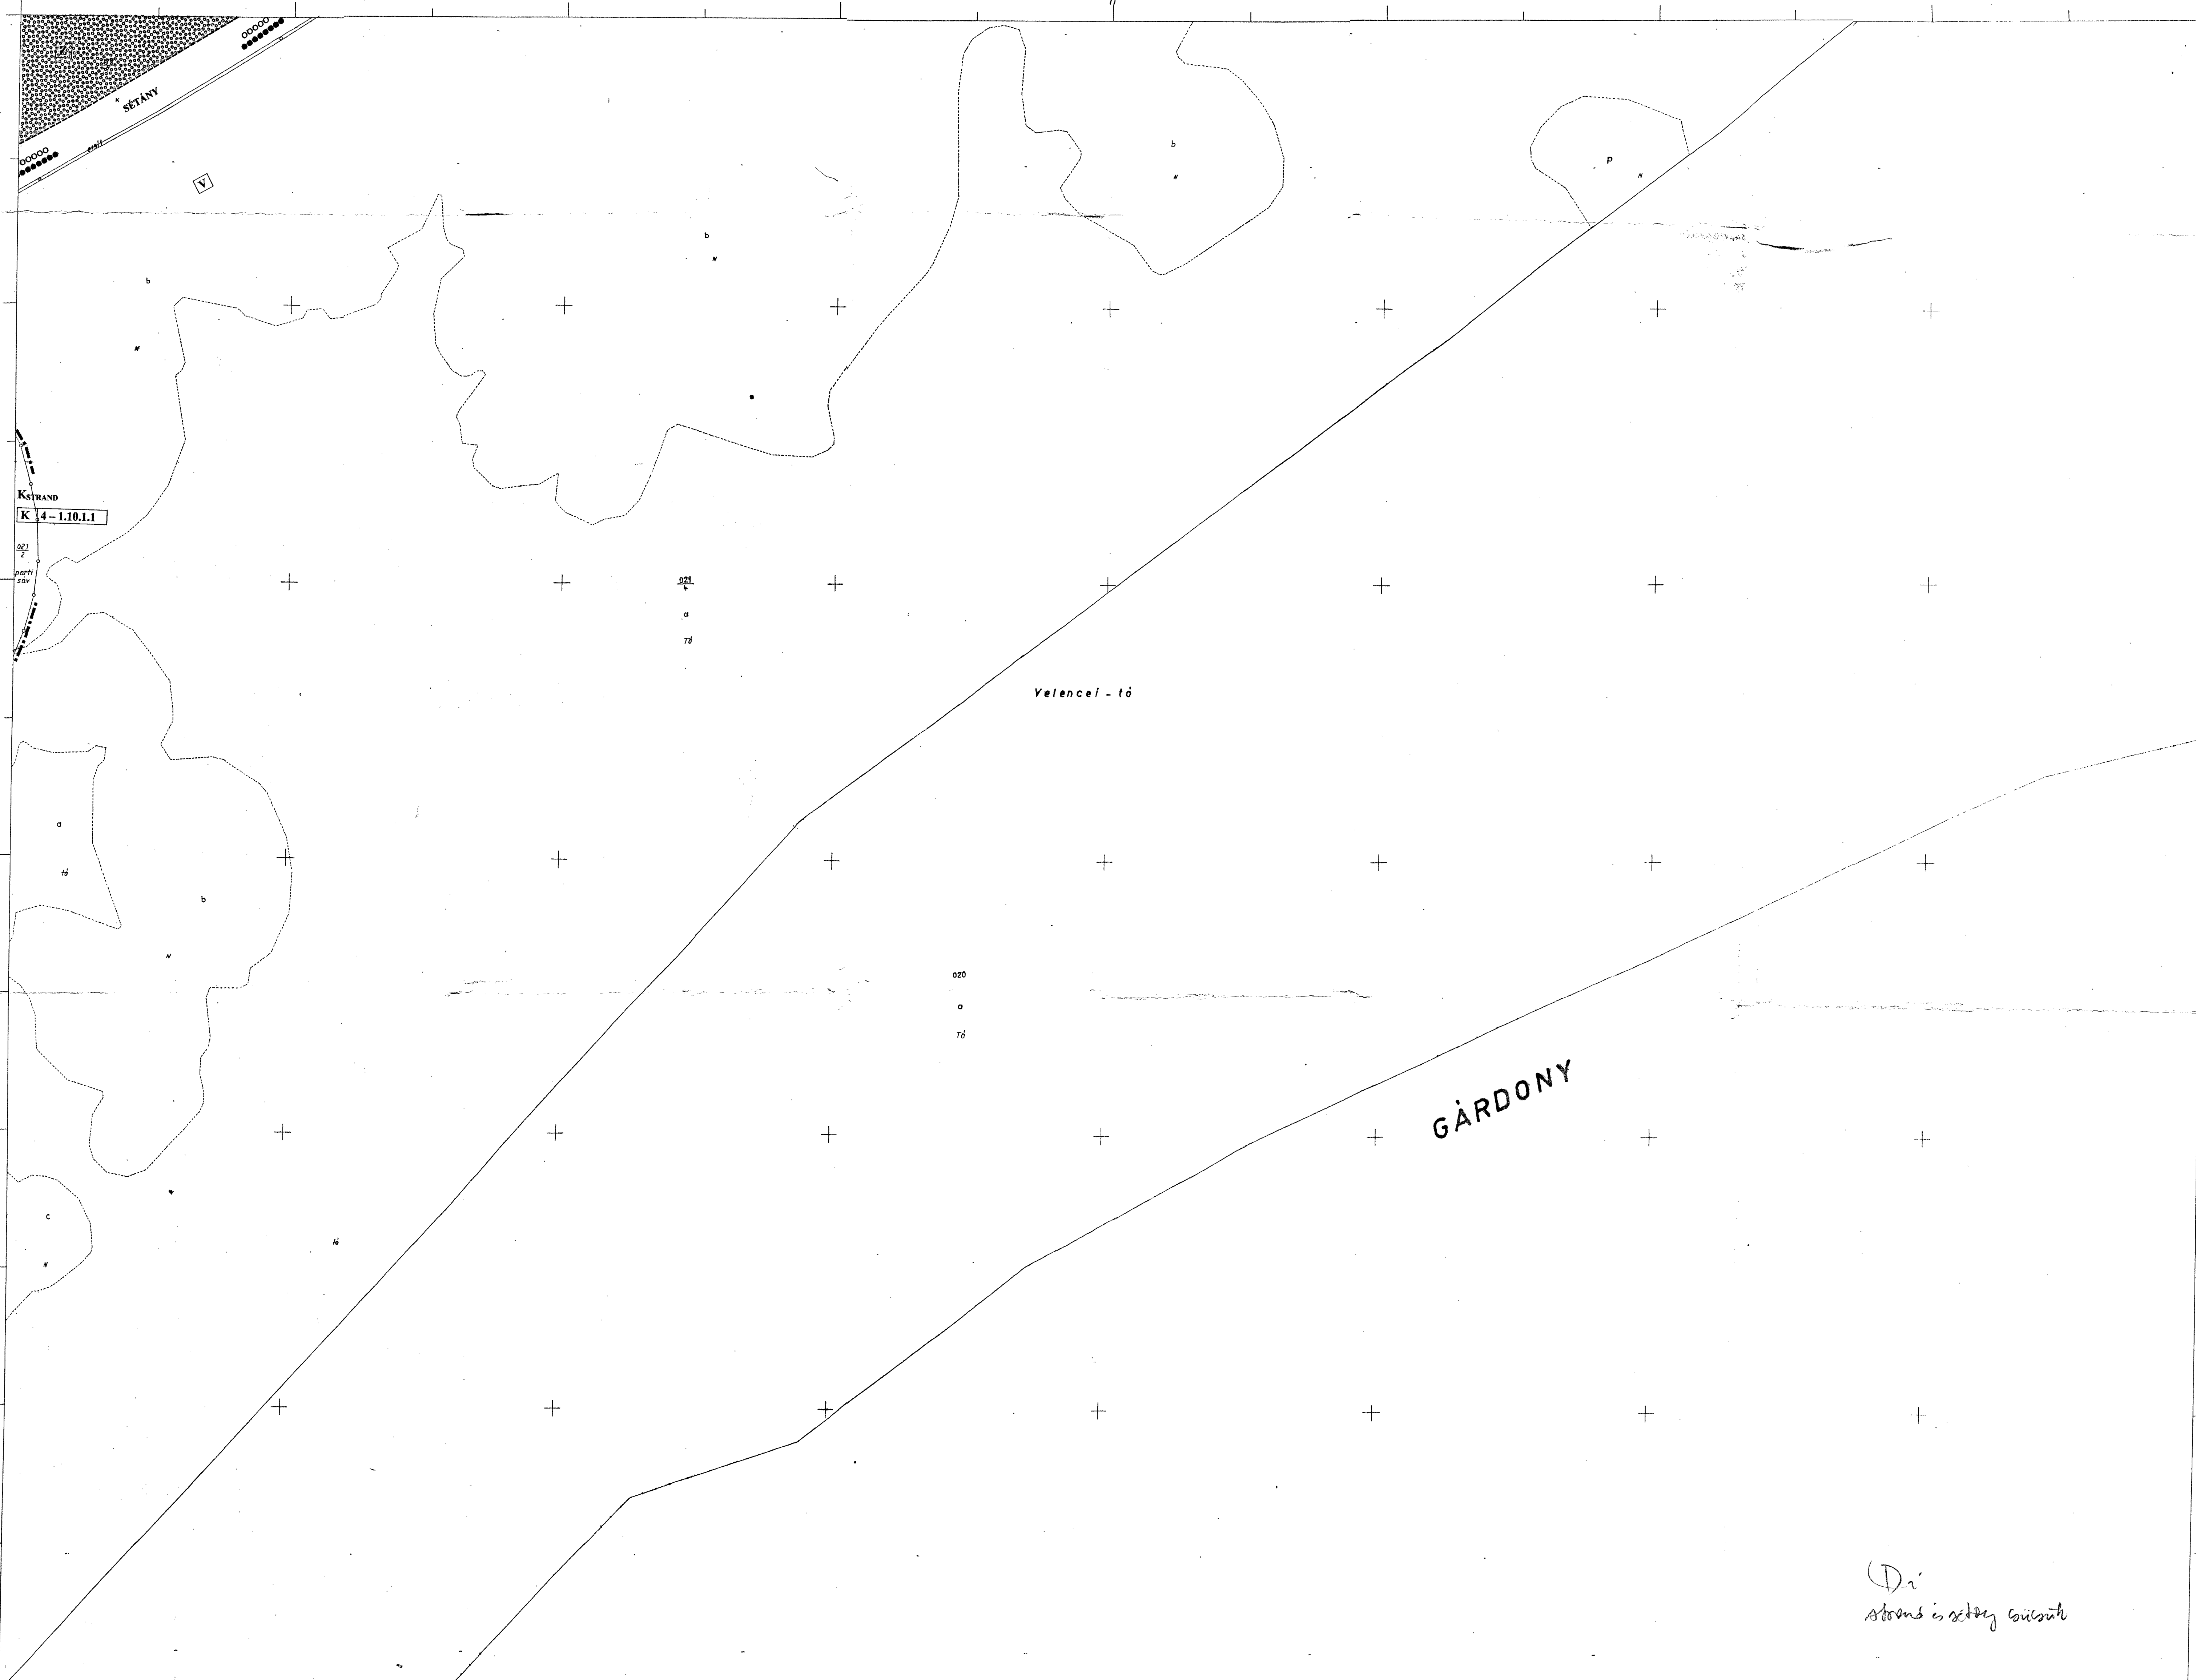 SÉTÁNY
K
V
b
N
b
N
b
N
P
N
b
N
KSTRAND
K 4 – 1.10.1.1
021
2
parti
sáv
021
4
a
Tó
Velencei - tó
a
tó
b
N
020
a
Tó
GÁRDONY
c
N
tó